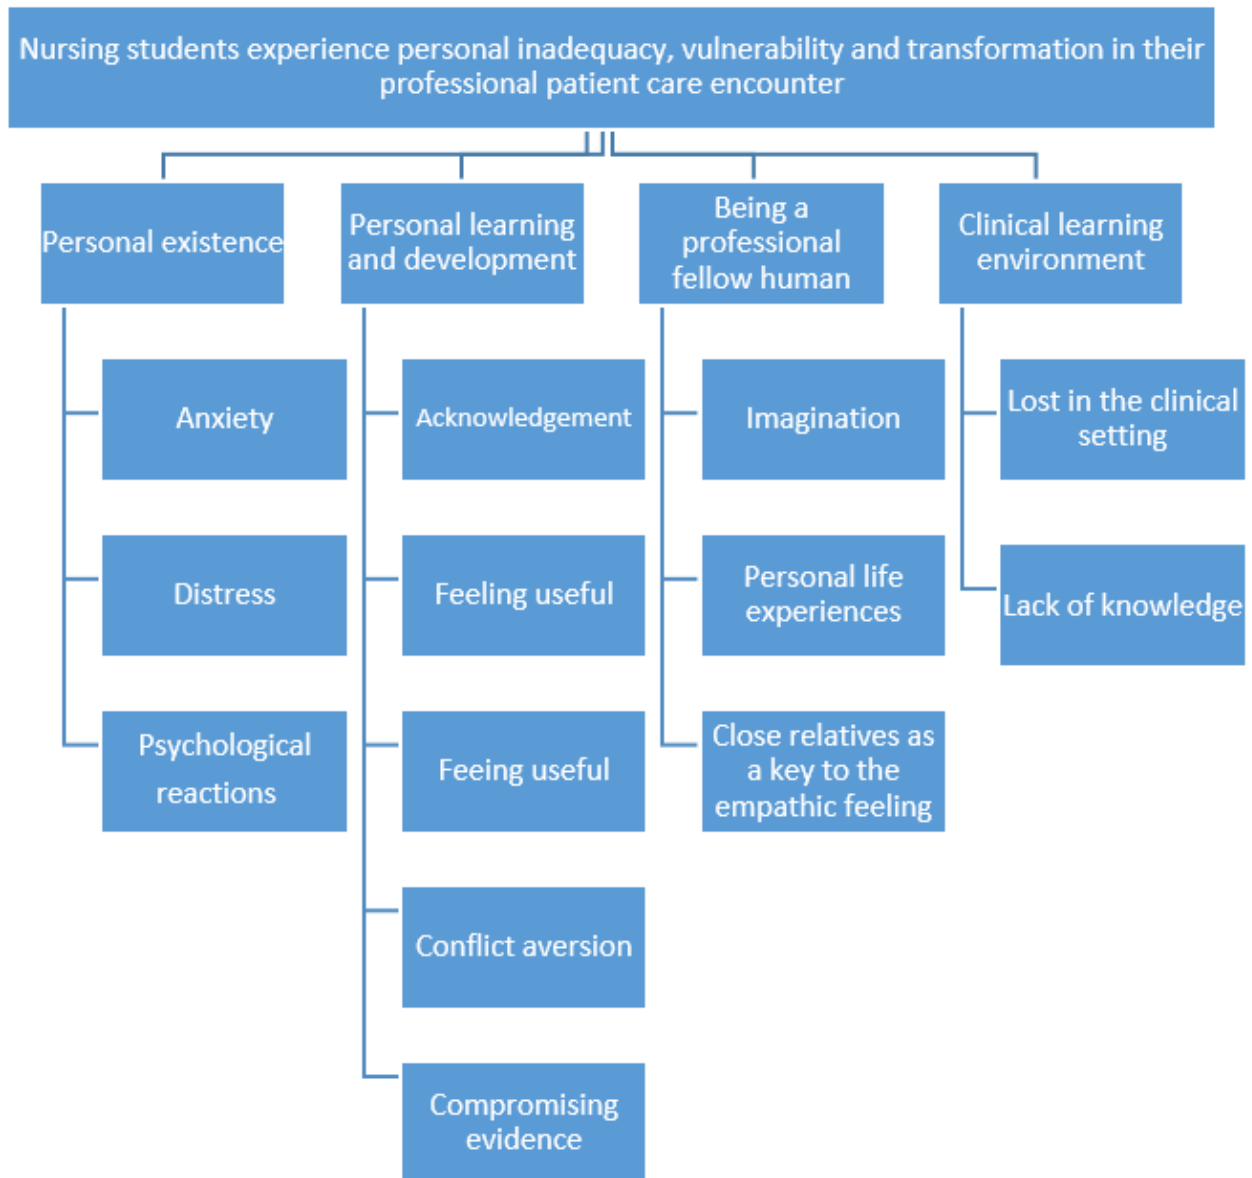 Nursing students experience personal inadequacy, vulnerability and transformation in their
professional patient care encounter
Personal existence
Anxiety
Distress
Psychological
reactions
Personal learning
and development
Acknowledgement
Feeling useful
Feeing useful
Conflict aversion
Compromising
evidence
Being a
professional
fellow human
Imagination
Personal life
experiences
Close relatives as
a key to the
empathic feeling
Clinical learning
environment
Lost in the clinical
setting
Lack of knowledge